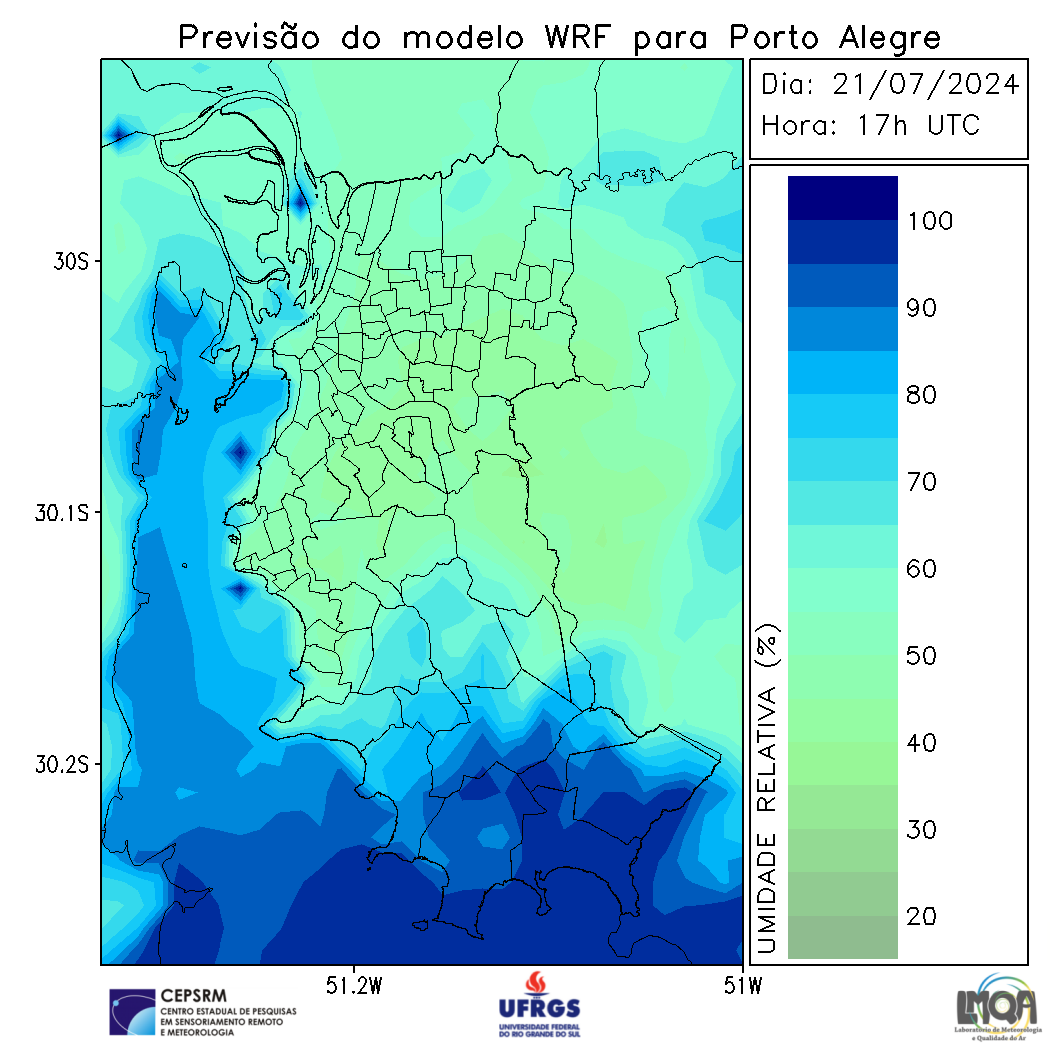 Previsão do modelo WRF para Porto Alegre
Dia: 21/07/2024
Hora: 17h UTC
100
90
80
70
60
50
40
30
20
UMIDADE RELATIVA (%)
30S
30.1S
30.2S
51.2W
51W
CEPSRM
CENTRO ESTADUAL DE PESQUISAS
EM SENSORIAMENTO REMOTO
E METEOROLOGIA
UFRGS
UNIVERSIDADE FEDERAL
DO RIO GRANDE DO SUL
LMQA
Laboratório de Meteorologia
e Qualidade do Ar